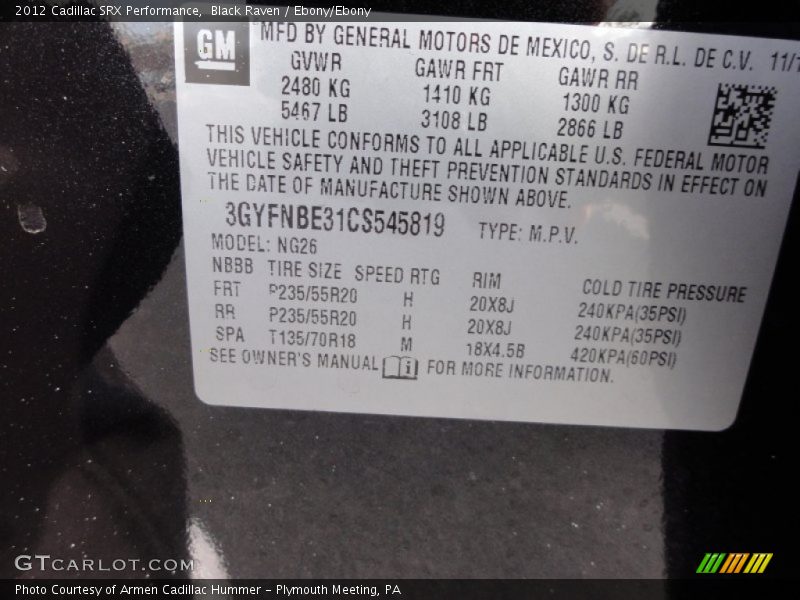 2012 Cadillac SRX Performance, Black Raven / Ebony/Ebony
GM
MFD BY GENERAL MOTORS DE MEXICO, S. DE R.L. DE C.V. 11/1
GVWR GAWR FRT GAWR RR
2480 KG 1410 KG 1300 KG
5467 LB 3108 LB 2866 LB
THIS VEHICLE CONFORMS TO ALL APPLICABLE U.S. FEDERAL MOTOR
VEHICLE SAFETY AND THEFT PREVENTION STANDARDS IN EFFECT ON
THE DATE OF MANUFACTURE SHOWN ABOVE.
3GYFNBE31CS545819 TYPE: M.P.V.
MODEL: NG26
NBBB TIRE SIZE SPEED RTG RIM COLD TIRE PRESSURE
FRT P235/55R20 H 20X8J 240KPA(35PSI)
RR P235/55R20 H 20X8J 240KPA(35PSI)
SPA T135/70R18 M 18X4.5B 420KPA(60PSI)
SEE OWNER'S MANUAL FOR MORE INFORMATION.
GTCARLOT.COM
Photo Courtesy of Armen Cadillac Hummer – Plymouth Meeting, PA